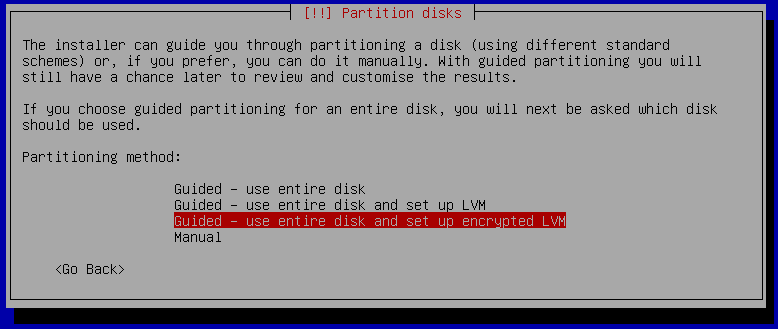 [!!] Partition disks
The installer can guide you through partitioning a disk (using different standard
schemes) or, if you prefer, you can do it manually. With guided partitioning you will
still have a chance later to review and customise the results.
If you choose guided partitioning for an entire disk, you will next be asked which disk
should be used.
Partitioning method:
Guided – use entire disk
Guided – use entire disk and set up LVM
Guided – use entire disk and set up encrypted LVM
Manual
<Go Back>